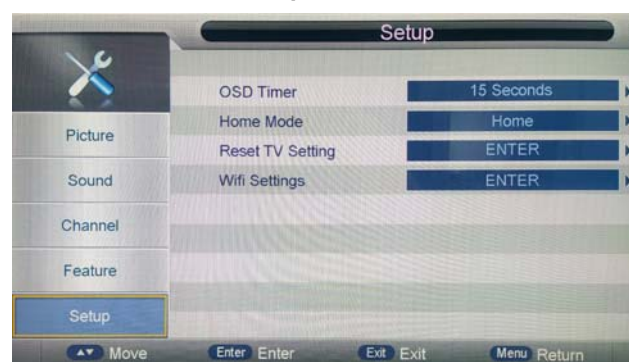 Setup
OSD Timer 15 Seconds
Home Mode Home
Reset TV Setting ENTER
Wifi Settings ENTER
Picture
Sound
Channel
Feature
Setup
Move Enter Enter Exit Exit Menu Return